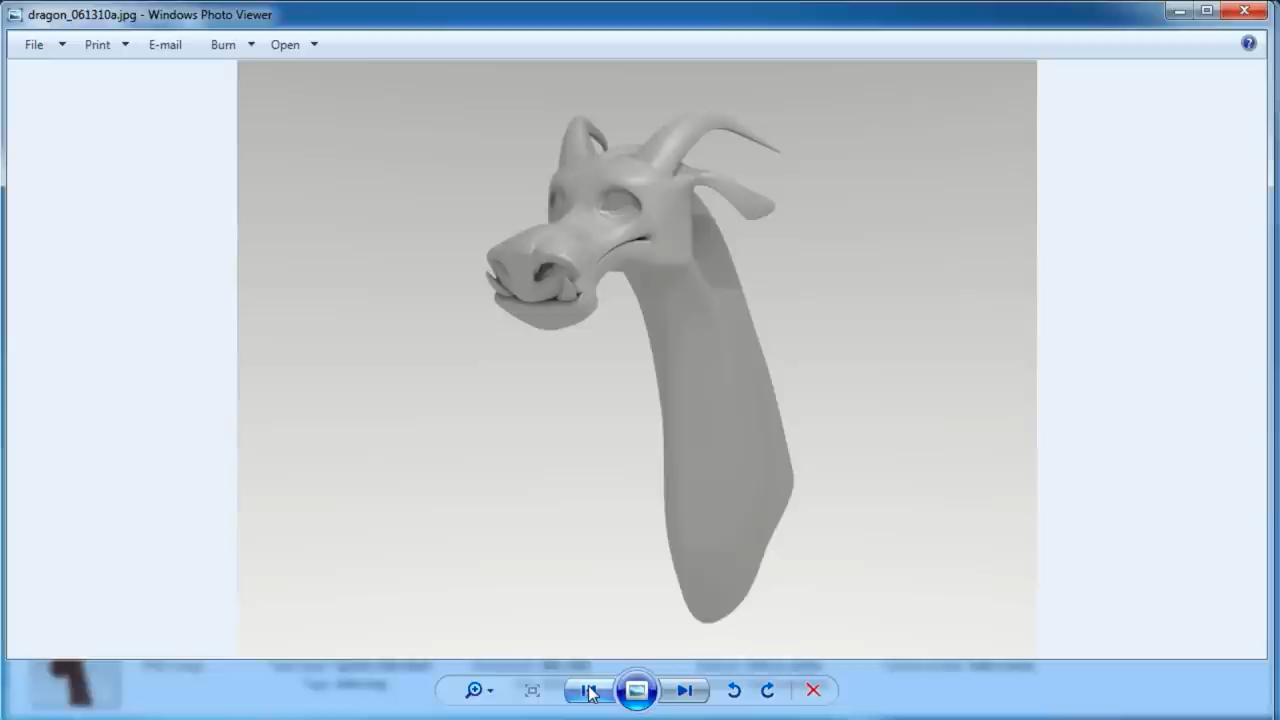 dragon_061310a.jpg - Windows Photo Viewer
File Print E-mail Burn Open